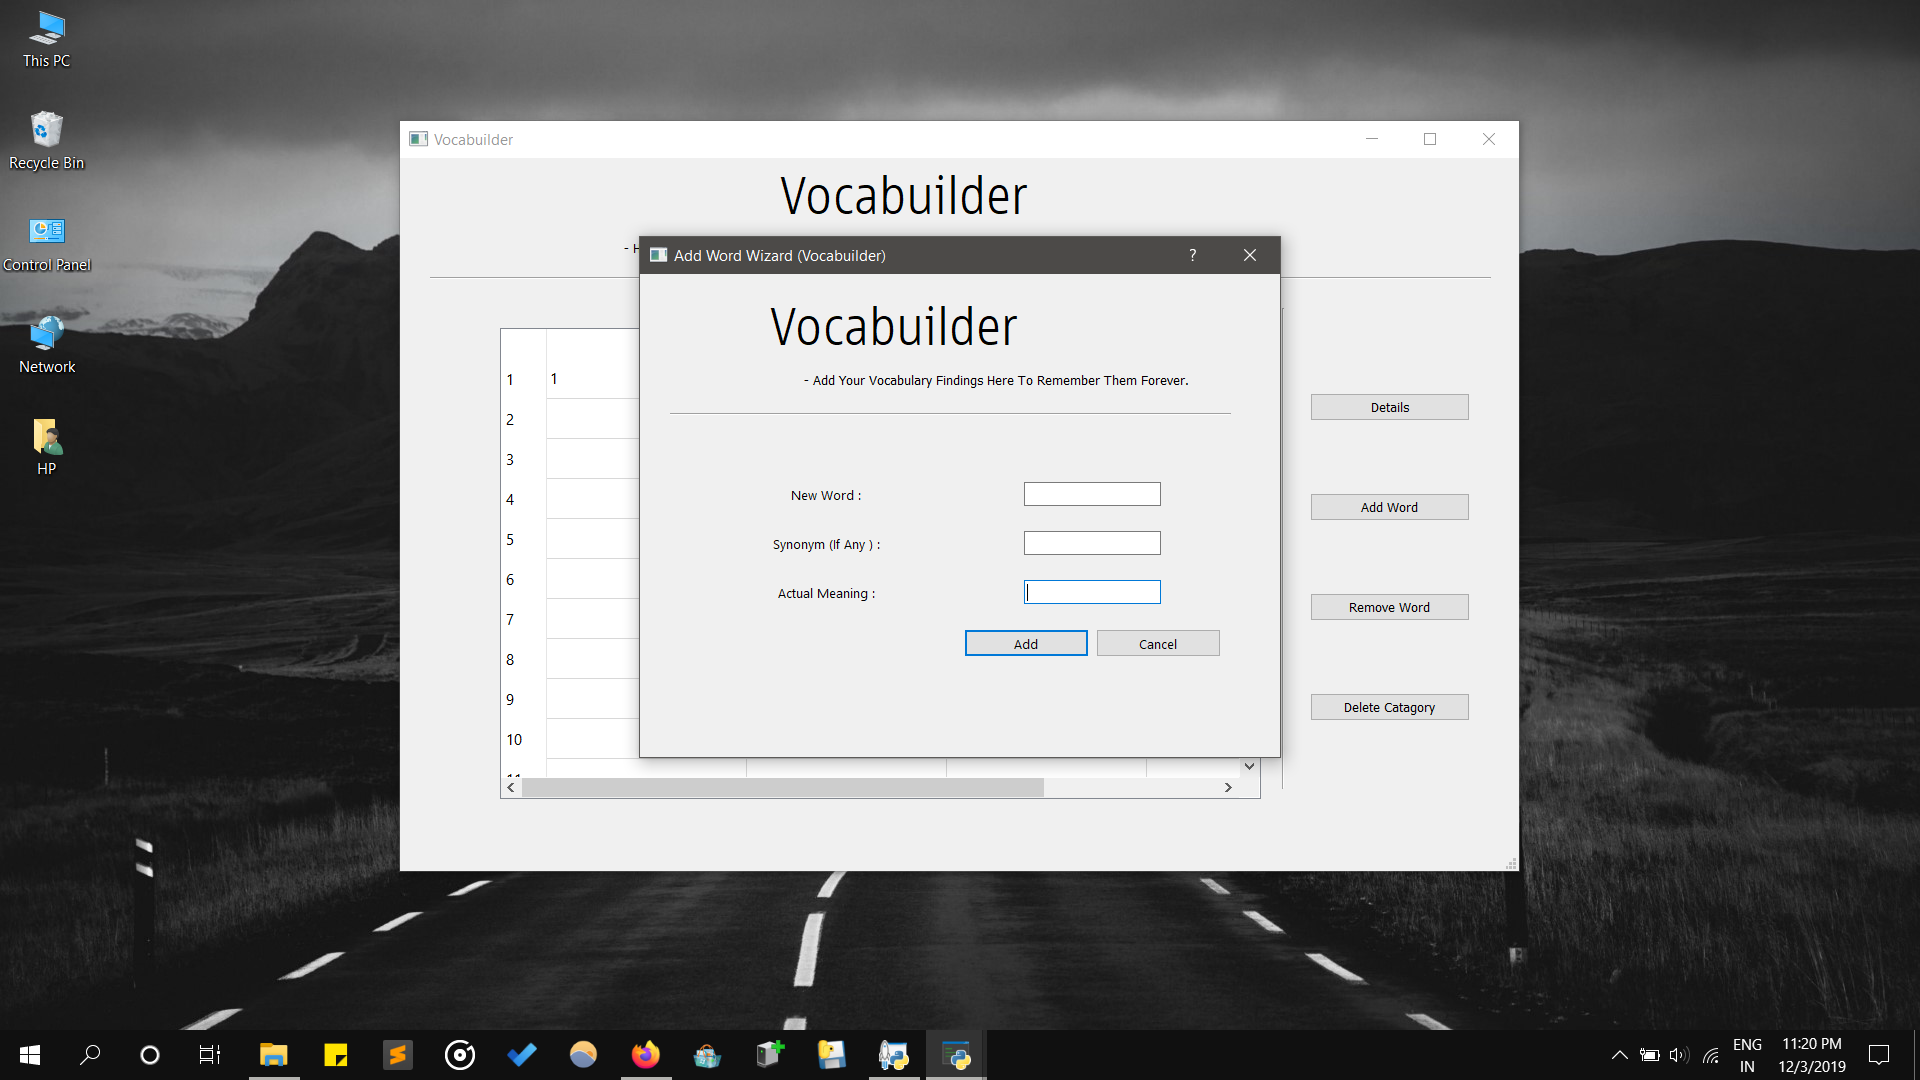 This PC
Recycle Bin
Control Panel
Network
HP
Vocabuilder
Vocabuilder
Add Word Wizard (Vocabuilder)
?
Vocabuilder
- Add Your Vocabulary Findings Here To Remember Them Forever.
New Word :
Synonym (If Any ) :
Actual Meaning :
Add
Cancel
1 1
2
3
4
5
6
7
8
9
10
Details
Add Word
Remove Word
Delete Catagory
ENG
IN
11:20 PM
12/3/2019